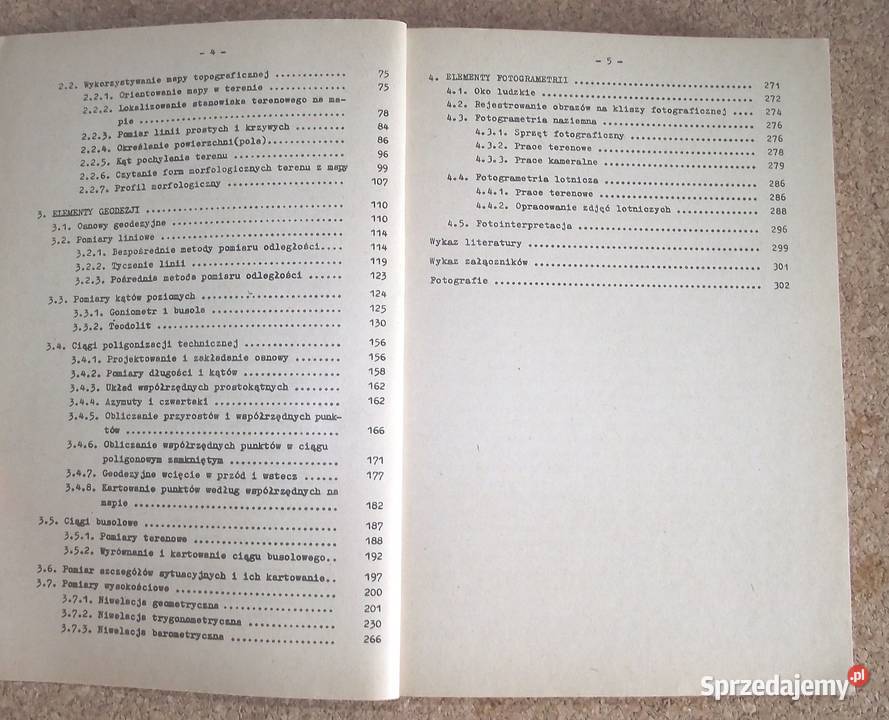 - 4 -
2.2. Wykorzystywanie mapy topograficznej ............. 75
2.2.1. Orientowanie mapy w terenie ............. 75
2.2.2. Lokalizowanie stanowiska terenowego na ma-
pie ............. 78
2.2.3. Pomiar linii prostych i krzywych ......... 84
2.2.4. Określanie powierzchni(pola).............. 86
2.2.5. Kąt pochylenia terenu ............. 96
2.2.6. Czytanie form morfologicznych terenu z mapy 99
2.2.7. Profil morfologiczny ............. 107
3. ELEMENTY GEODEZJI ............. 110
3.1. Osnowy geodezyjne ............. 110
3.2. Pomiary liniowe ............. 114
3.2.1. Bezpośrednie metody pomiaru odległości.... 114
3.2.2. Tyczenie linii ............. 119
3.2.3. Pośrednie metoda pomiaru odległości ...... 123
3.3. Pomiary kątów poziomych ............. 124
3.3.1. Goniometr i busola ............. 125
3.3.2. Teodolit ............. 130
3.4. Ciągi poligonizacji technicznej ............. 156
3.4.1. Projektowanie i zakładanie osnowy ........ 156
3.4.2. Pomiary długości i kątów ............. 158
3.4.3. Układ współrzędnych prostokątnych ........ 162
3.4.4. Azymuty i czwartaki ............. 162
3.4.5. Obliczanie przyrostów i współrzędnych punk-
tów ............. 166
3.4.6. Obliczanie współrzędnych punktów w ciągu
poligonowym zamkniętym ............. 171
3.4.7. Geodezyjne wcięcie w przód i wstecz ...... 177
3.4.8. Kartowanie punktów według współrzędnych na
mapie ............. 182
3.5. Ciągi busolowe ............. 187
3.5.1. Pomiary terenowe ............. 188
3.5.2. Wyrównanie i kartowanie ciągu busolowego.. 192
3.6. Pomiar szczegółów sytuacyjnych i ich kartowanie.. 197
3.7. Pomiary wysokościowe ............. 200
3.7.1. Niwelacja geometryczna ............. 201
3.7.2. Niwelacja trygonometryczna ............. 230
3.7.3. Niwelacja barometryczna ............. 266
- 5 -
4. ELEMENTY FOTOGRAMETRII ............. 271
4.1. Oko ludzkie ............. 272
4.2. Rejestrowanie obrazów na kliszy fotograficznej .. 274
4.3. Fotogrametria naziemna ............. 276
4.3.1. Sprzęt fotograficzny ............. 276
4.3.2. Prace terenowe ............. 278
4.3.3. Prace kameralne ............. 279
4.4. Fotogrametria lotnicza ............. 286
4.4.1. Prace terenowe ............. 286
4.4.2. Opracowanie zdjęć lotniczych ............. 288
4.5. Fotointerpretacja ............. 296
Wykaz literatury ............. 299
Wykaz załączników ............. 301
Fotografie ............. 302
Sprzedajemy.pl